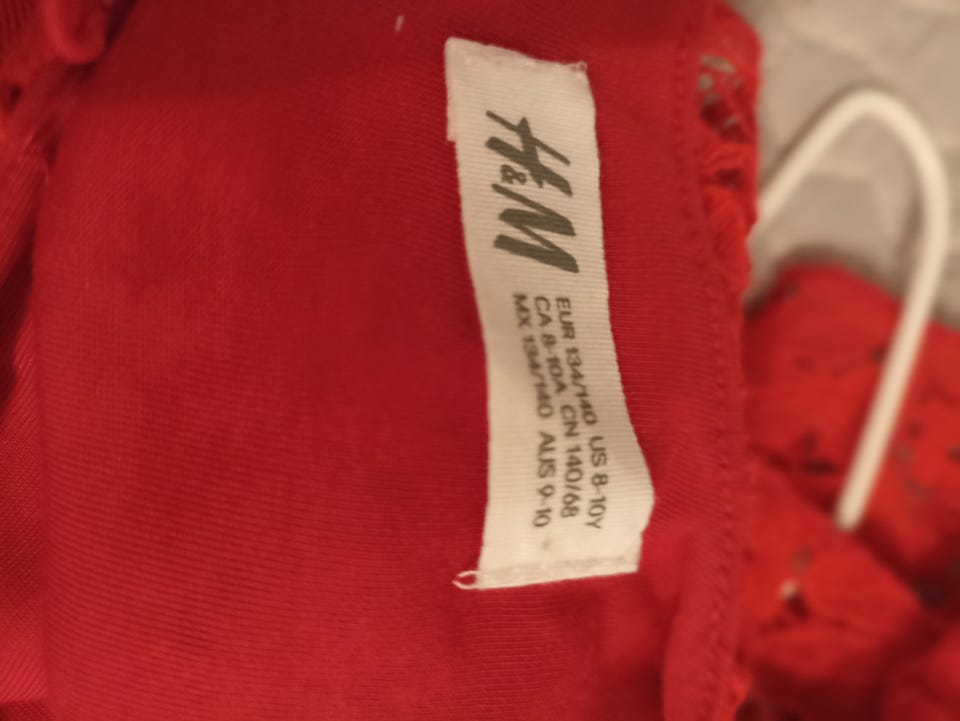 H&M
EUR 134/140 US 8-10Y
CA 8-10A CN 140/68
MX 134/140 AUS 9-10